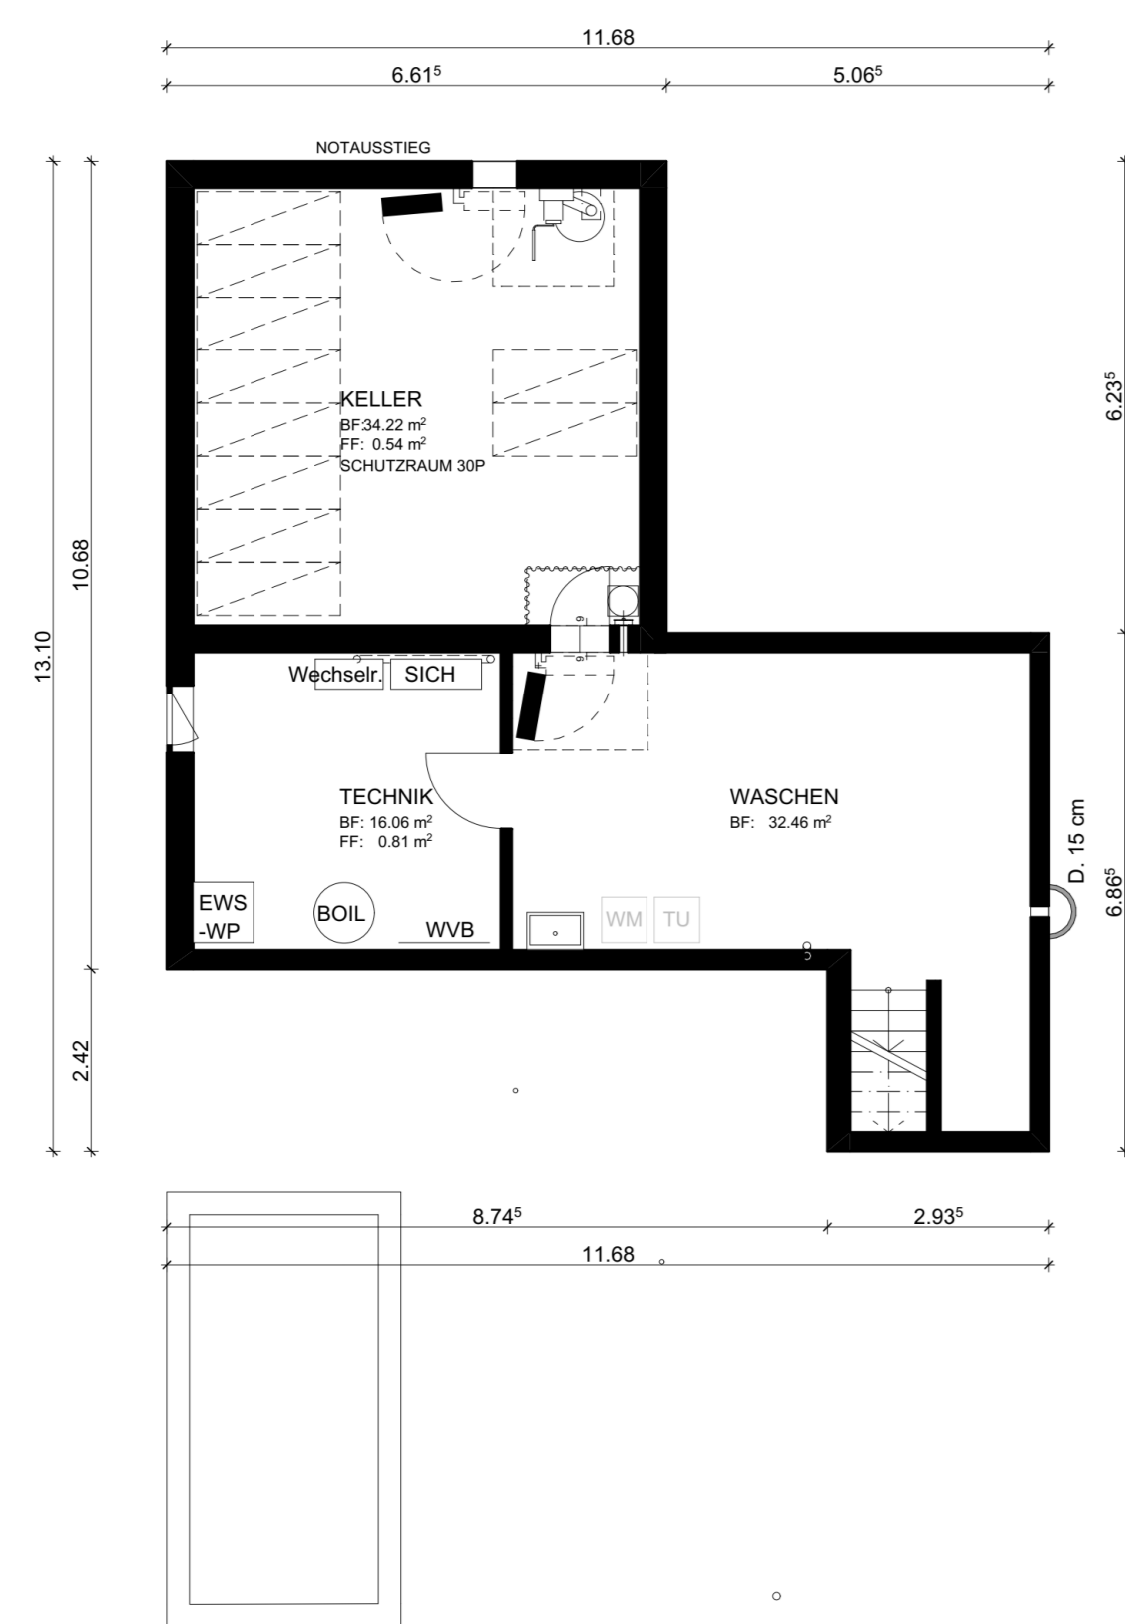 11.68
6.61⁵
5.06⁵
NOTAUSSTIEG
KELLER
BF:34.22 m²
FF: 0.54 m²
SCHUTZRAUM 30P
6.23⁵
10.68
13.10
9
9
Wechselr.
SICH
TECHNIK
BF: 16.06 m²
FF: 0.81 m²
WASCHEN
BF: 32.46 m²
D. 15 cm
6.86⁵
EWS
-WP
BOIL
WVB
WM
TU
2.42
8.74⁵
2.93⁵
11.68